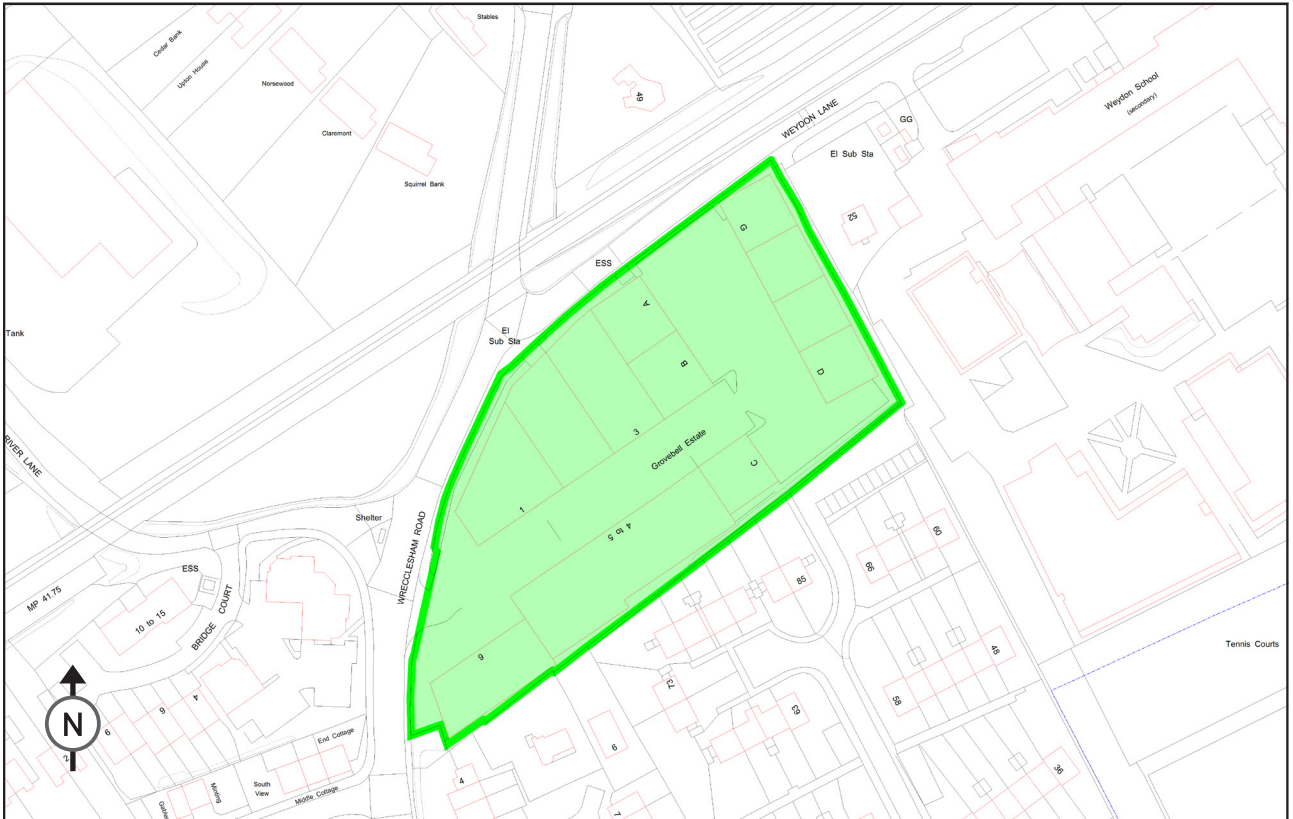 Stables
Cedar Bank
Upton House
Norsewood
49
Claremont
WEYDON LANE
Weydon School
(secondary)
GG
El Sub Sta
Squirrel Bank
52
G
ESS
A
Tank
El
Sub Sta
B
D
3
Grovebell Estate
RIVER LANE
C
1
Shelter
4 to 5
WRECCLESHAM ROAD
60
ESS
66
85
MP 41.75
10 to 15
BRIDGE COURT
Tennis Courts
48
6
73
58
4
N
63
6
9
End Cottage
9
2
36
South
View
4
Minting
Middle Cottage
7